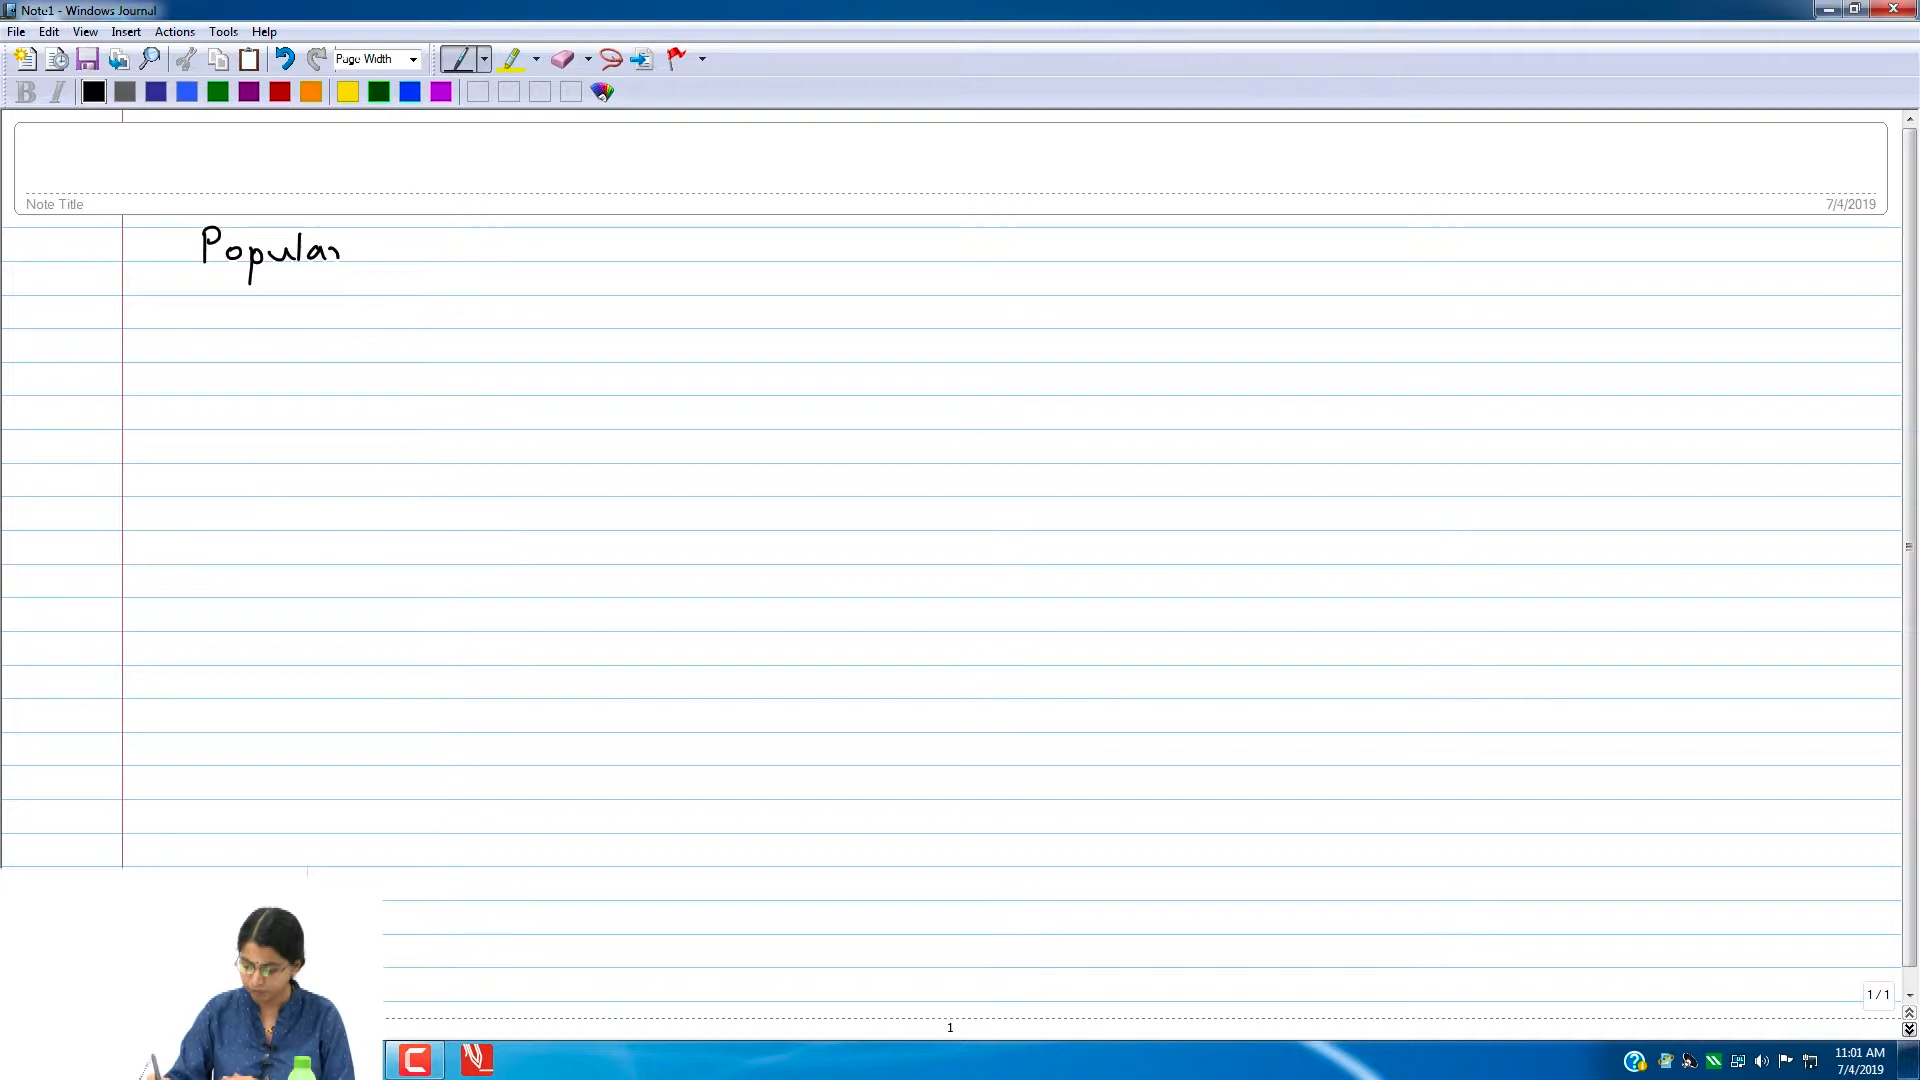 Note1 - Windows Journal
File Edit View Insert Actions Tools Help
Page Width
B I
Note Title
7/4/2019
Popular
1 / 1
1
11:01 AM
7/4/2019